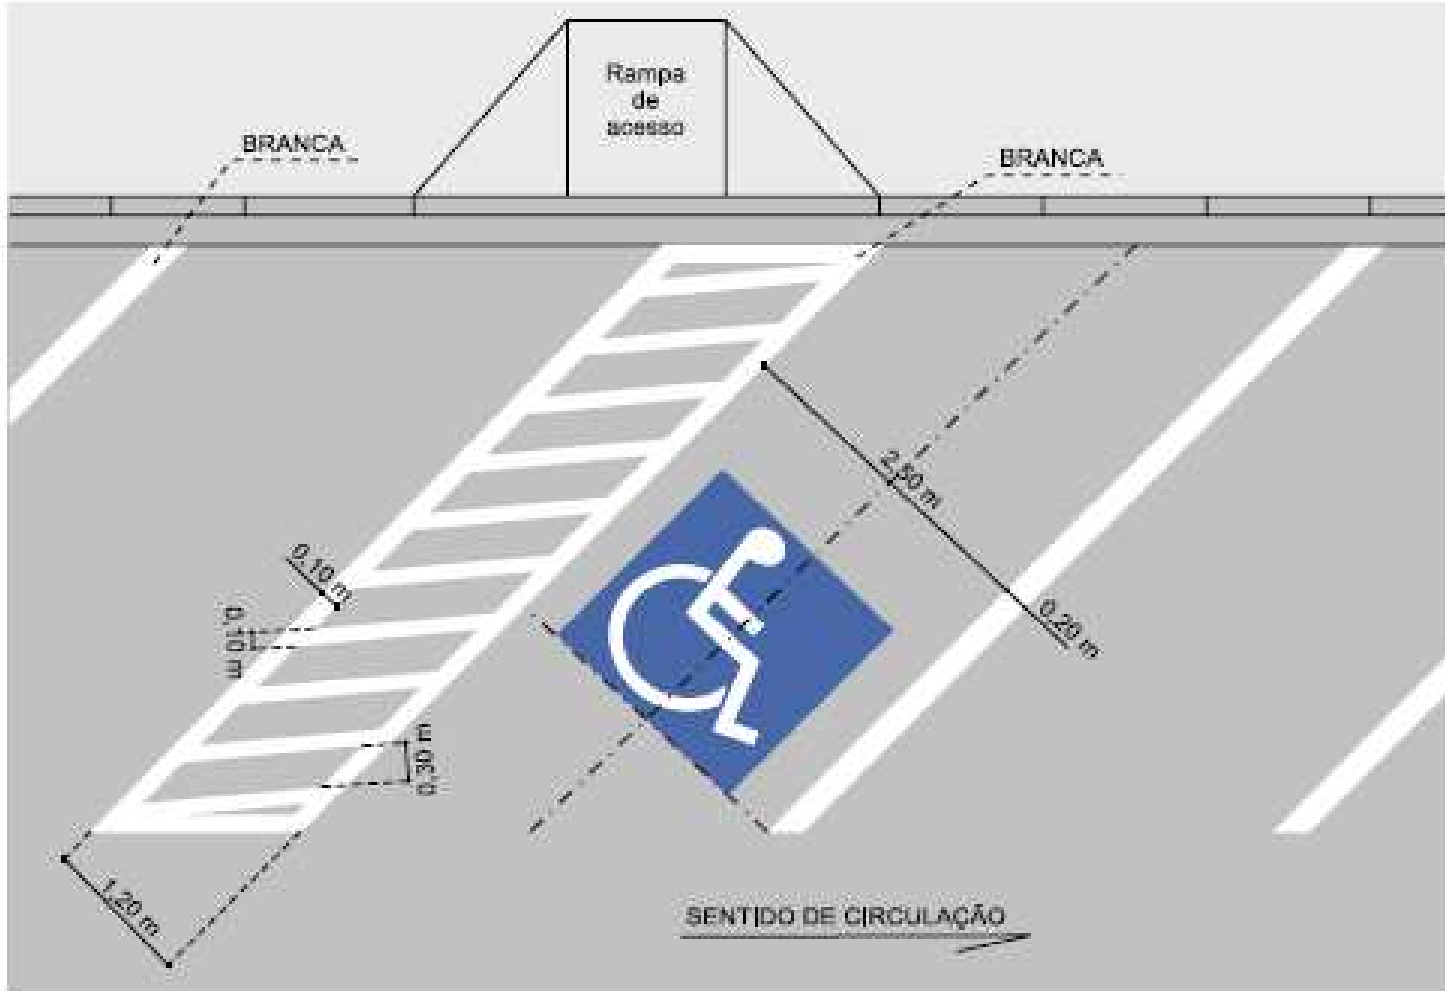 Rampa
de
acesso
BRANCA
BRANCA
2,50 m
0,10 m
0,10 m
0,20 m
0,30 m
1,20 m
SENTIDO DE CIRCULAÇÃO